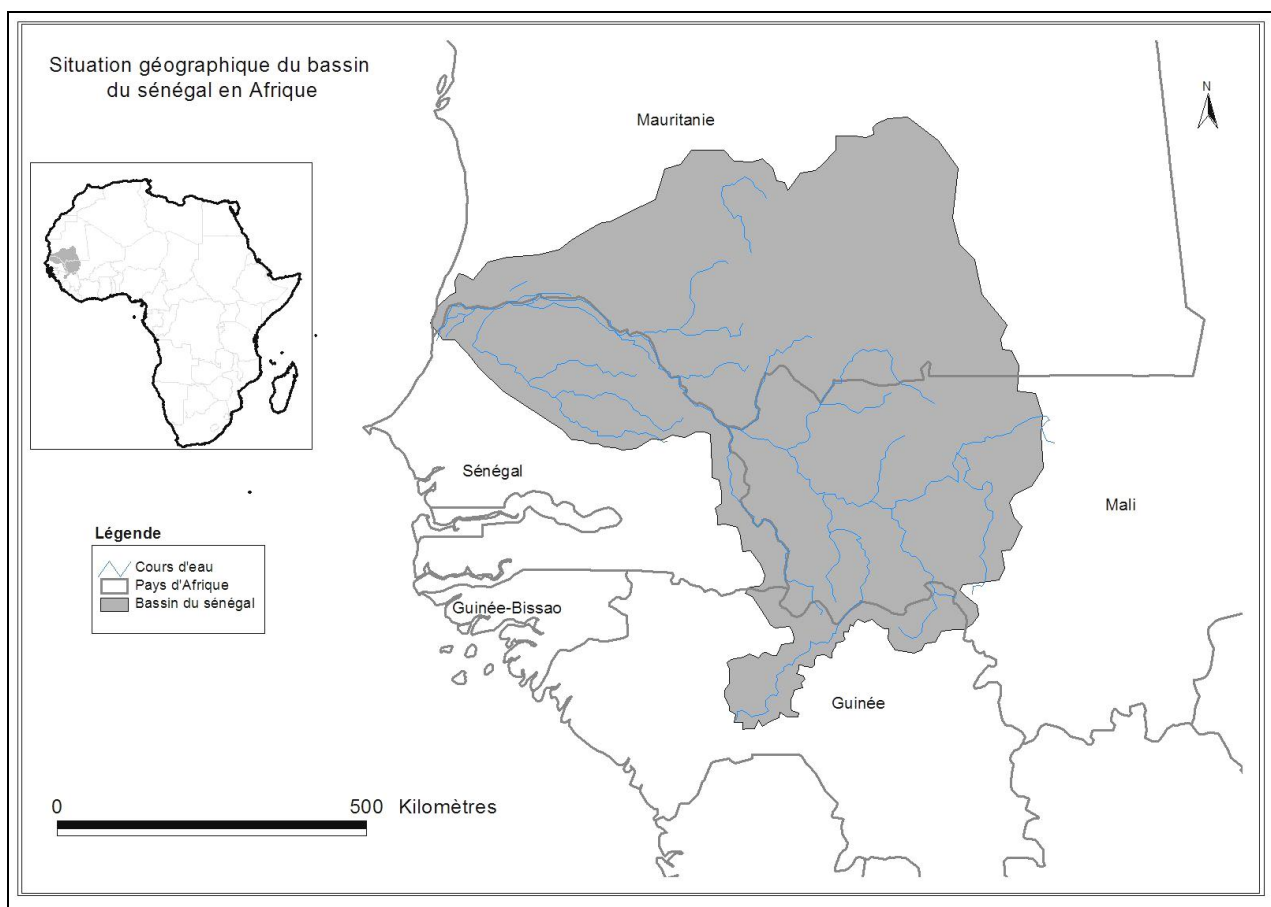 Situation géographique du bassin
du sénégal en Afrique
N
Mauritanie
Sénégal
Mali
Légende
Cours d'eau
Pays d'Afrique
Bassin du sénégal
Guinée-Bissao
Guinée
0 500 Kilomètres